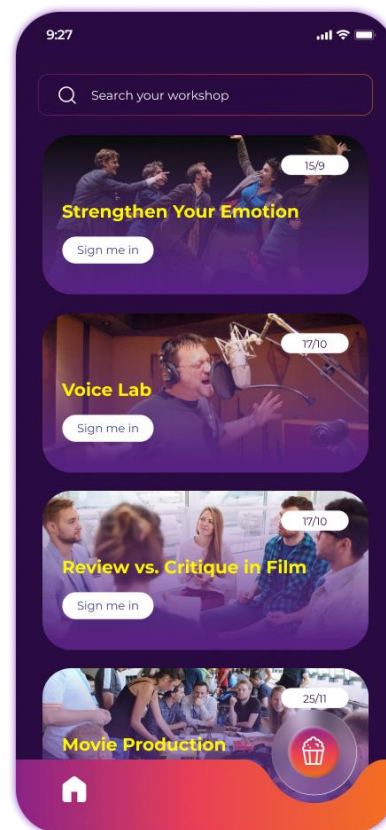 9:27
Search your workshop
15/9
Strengthen Your Emotion
Sign me in
17/10
Voice Lab
Sign me in
17/10
Review vs. Critique in Film
Sign me in
25/11
Movie Production